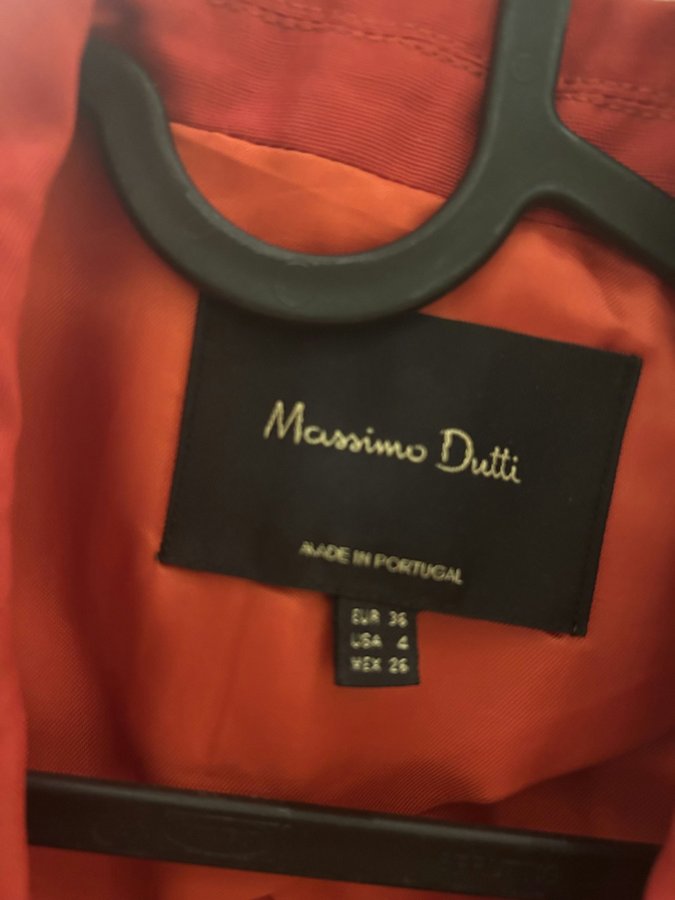 Massimo Dutti
MADE IN PORTUGAL
EUR 36
USA 4
MEX 26